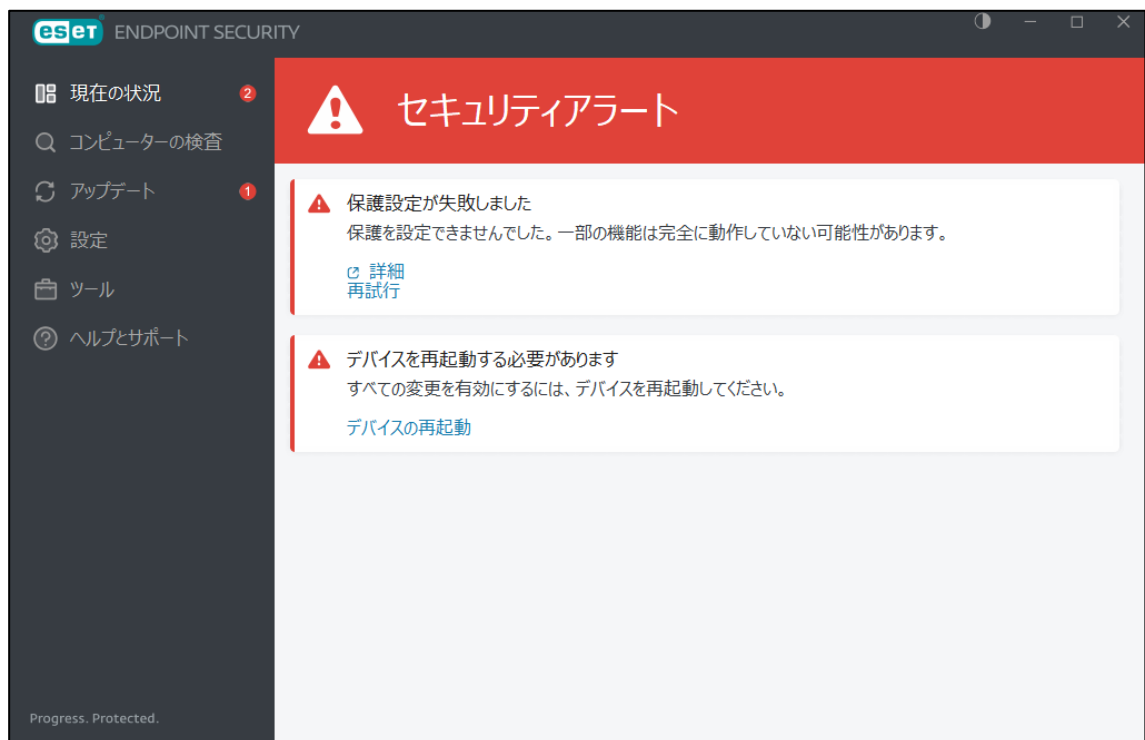 eset ENDPOINT SECURITY
現在の状況 2
コンピューターの検査
アップデート 1
設定
ツール
ヘルプとサポート
Progress. Protected.
セキュリティアラート
保護設定が失敗しました
保護を設定できませんでした。一部の機能は完全に動作していない可能性があります。
詳細
再試行
デバイスを再起動する必要があります
すべての変更を有効にするには、デバイスを再起動してください。
デバイスの再起動